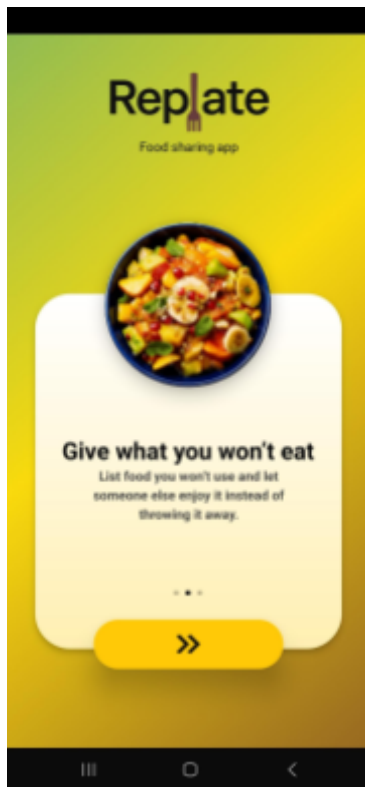 Replate
Food sharing app
Give what you won't eat
List food you won't use and let
someone else enjoy it instead of
throwing it away.